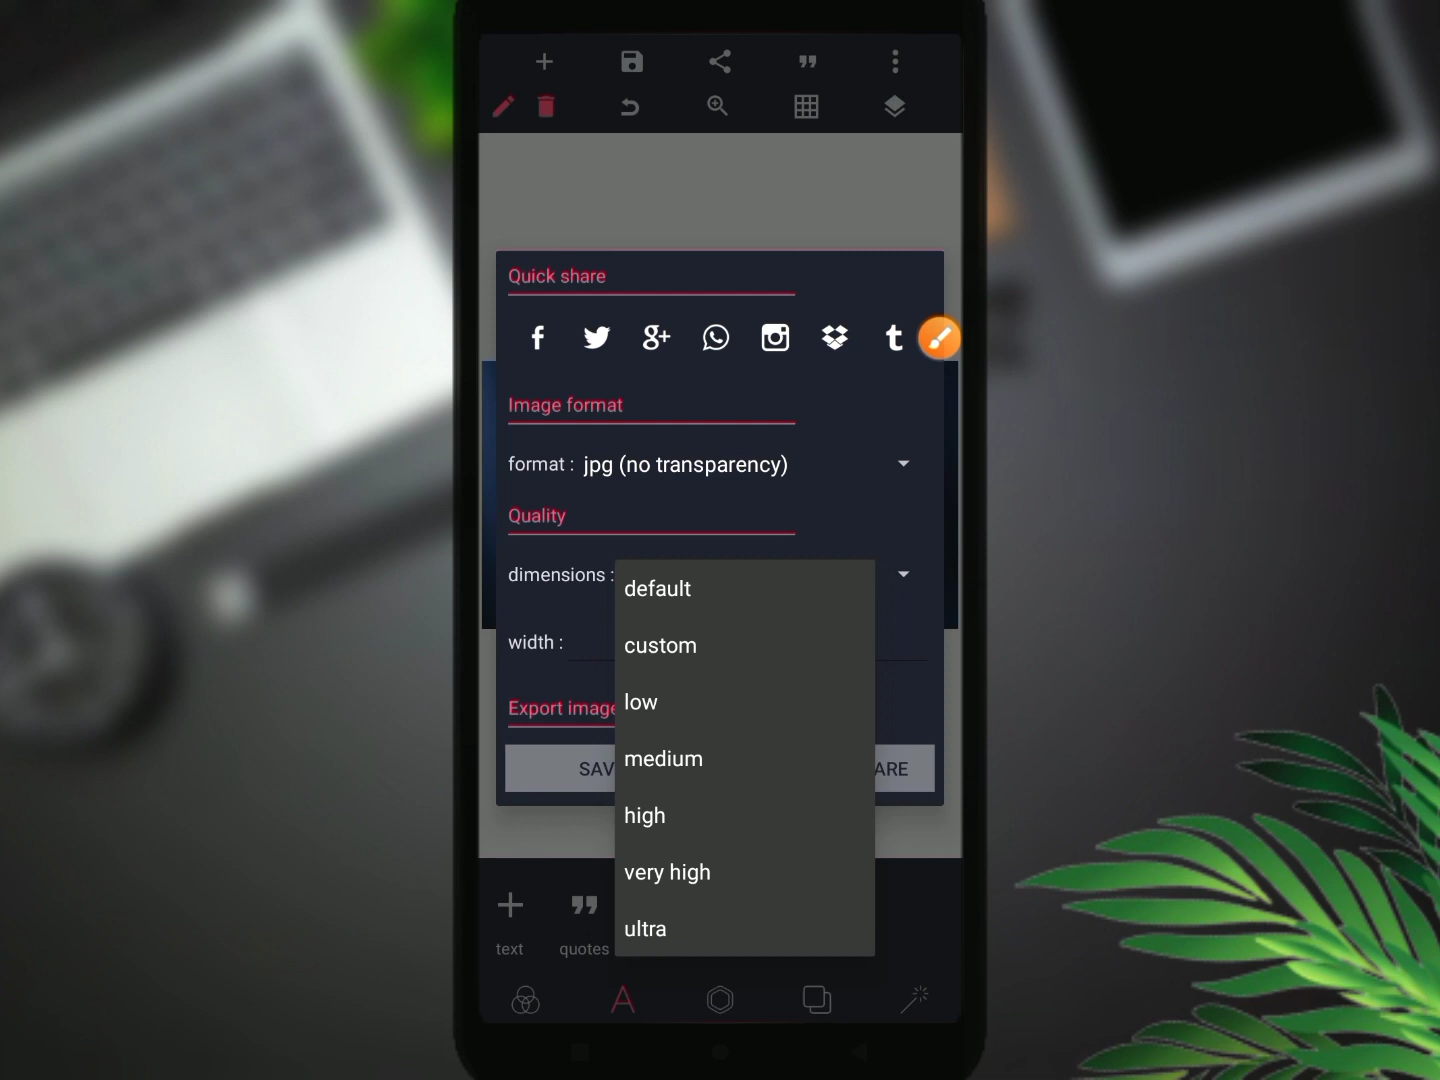 Quick share
Image format
format : jpg (no transparency)
Quality
dimensions :
default
custom
width :
low
Export image
medium
SAV
ARE
high
very high
ultra
text
quotes